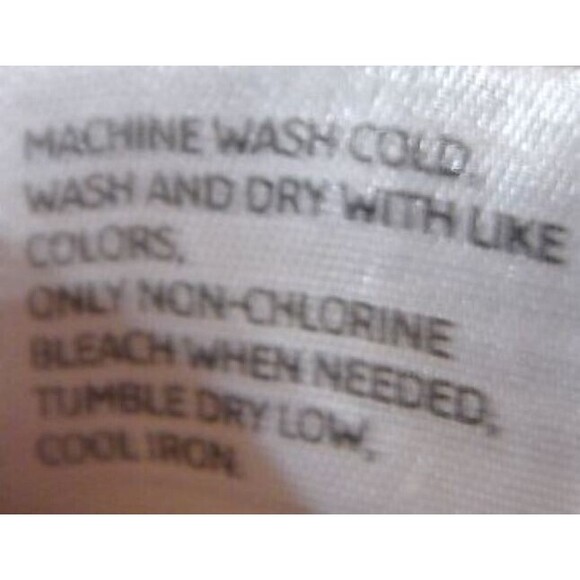 MACHINE WASH COLD,
WASH AND DRY WITH LIKE
COLORS,
ONLY NON-CHLORINE
BLEACH WHEN NEEDED,
TUMBLE DRY LOW,
COOL IRON.